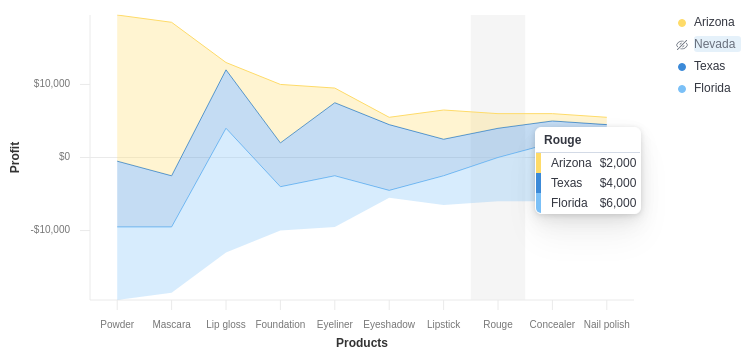 Arizona
Nevada
Texas
Florida
$10,000
$0
-$10,000
Profit
Rouge
Arizona $2,000
Texas $4,000
Florida $6,000
Powder Mascara Lip gloss Foundation Eyeliner Eyeshadow Lipstick Rouge Concealer Nail polish
Products